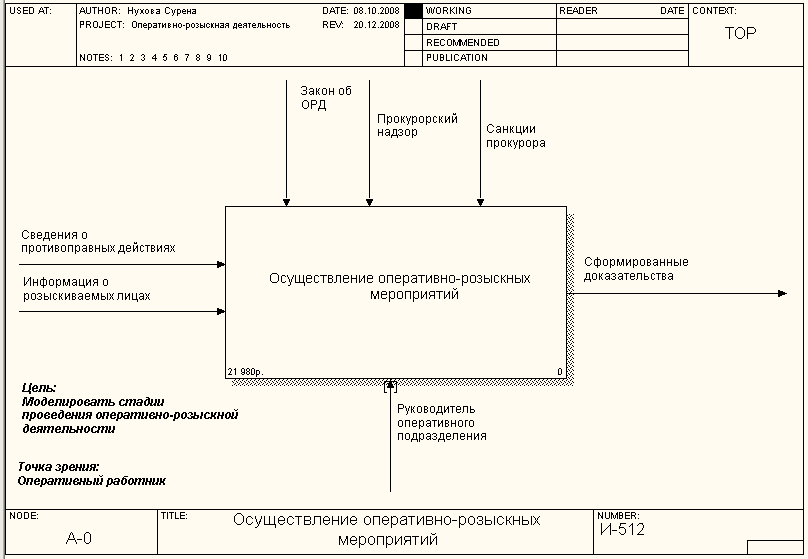 USED AT:
AUTHOR: Нухова Сурена
DATE: 08.10.2008
PROJECT: Оперативно-розыскная деятельность
REV: 20.12.2008
NOTES: 1 2 3 4 5 6 7 8 9 10
WORKING
DRAFT
RECOMMENDED
PUBLICATION
READER DATE
CONTEXT:
TOP
Закон об
ОРД
Прокурорский
надзор
Санкции
прокурора
Сведения о
противоправных действиях
Информация о
розыскиваемых лицах
Осуществление оперативно-розыскных
мероприятий
21 980р.
0
Сформированные
доказательства
Руководитель
оперативного
подразделения
Цель:
Моделировать стадии
проведения оперативно-розыскной
деятельности
Точка зрения:
Оперативный работник
NODE:
A-0
TITLE:
Осуществление оперативно-розыскных
мероприятий
NUMBER:
И-512